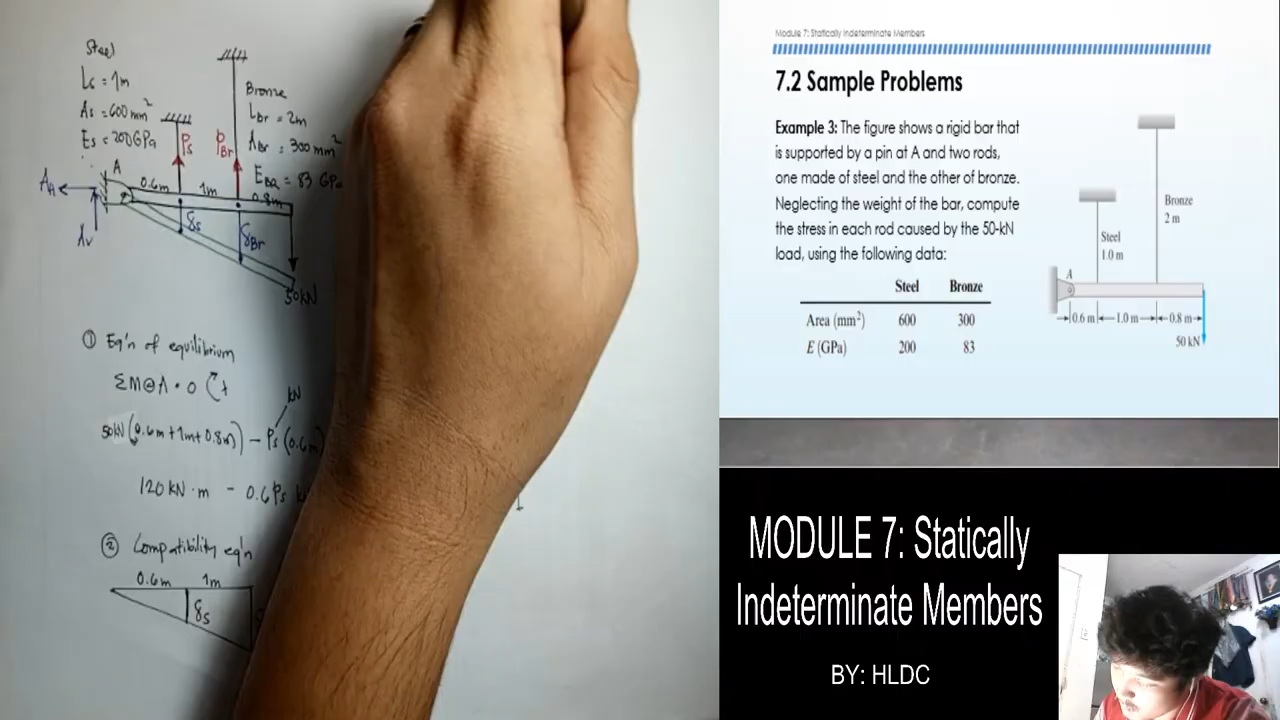 Steel
Ls = 1m
As = 600 mm²
Es = 200GPa
Bronze
LBr = 2m
ABr = 300 mm²
EBR = 83 GPa
Ps
PBr
A
AH
AV
0.6m
1m
0.8m
δs
δBr
50kN
① Eq'n of equilibrium
ΣM@A = 0
+
kN
50kN (0.6m+1m+0.8m) - Ps (0.6m)
120 kN·m - 0.6Ps
② Compatibility eq'n
0.6m
1m
δs
Module 7: Statically Indeterminate Members
7.2 Sample Problems
Example 3: The figure shows a rigid bar that
is supported by a pin at A and two rods,
one made of steel and the other of bronze.
Neglecting the weight of the bar, compute
the stress in each rod caused by the 50-kN
load, using the following data:
Steel Bronze
Area (mm²) 600 300
E (GPa) 200 83
Bronze
2 m
Steel
1.0 m
A
0.6 m
1.0 m
0.8 m
50 kN
MODULE 7: Statically
Indeterminate Members
BY: HLDC